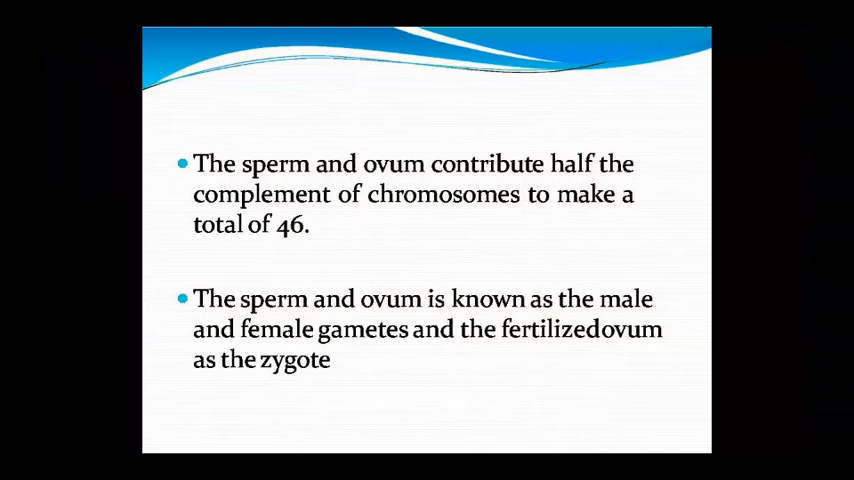 The sperm and ovum contribute half the
complement of chromosomes to make a
total of 46.
The sperm and ovum is known as the male
and female gametes and the fertilizedovum
as the zygote